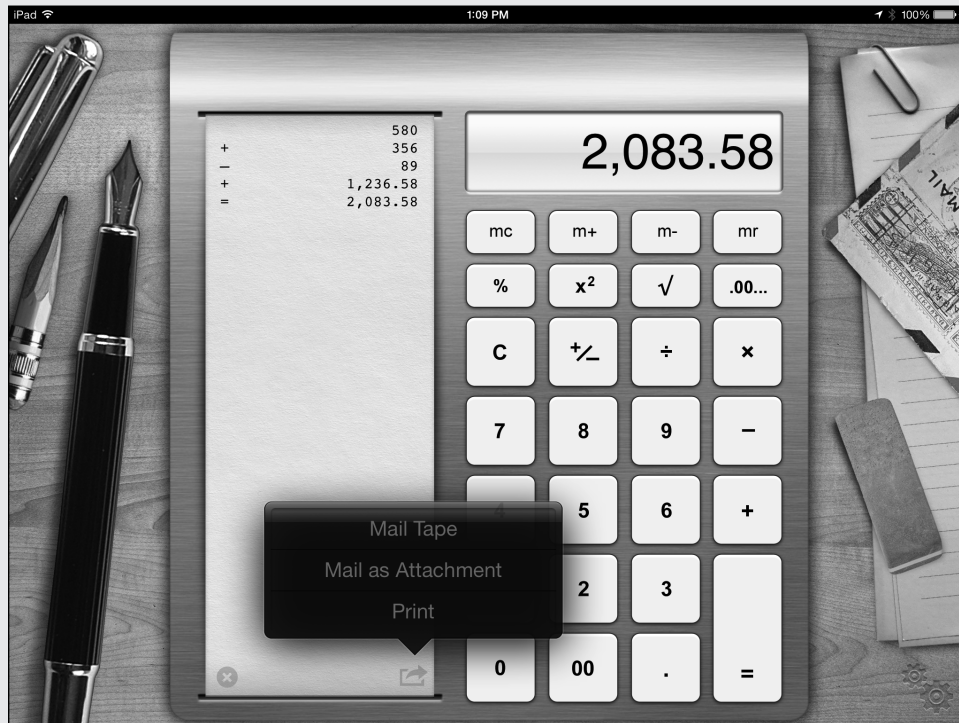 iPad 1:09 PM 100%
580
+ 356
– 89
+ 1,236.58
= 2,083.58
2,083.58
mc m+ m- mr
% x² √ .00...
C +/− ÷ ×
7 8 9 −
4 5 6 +
2 3
0 00 . =
Mail Tape
Mail as Attachment
Print
MAIL